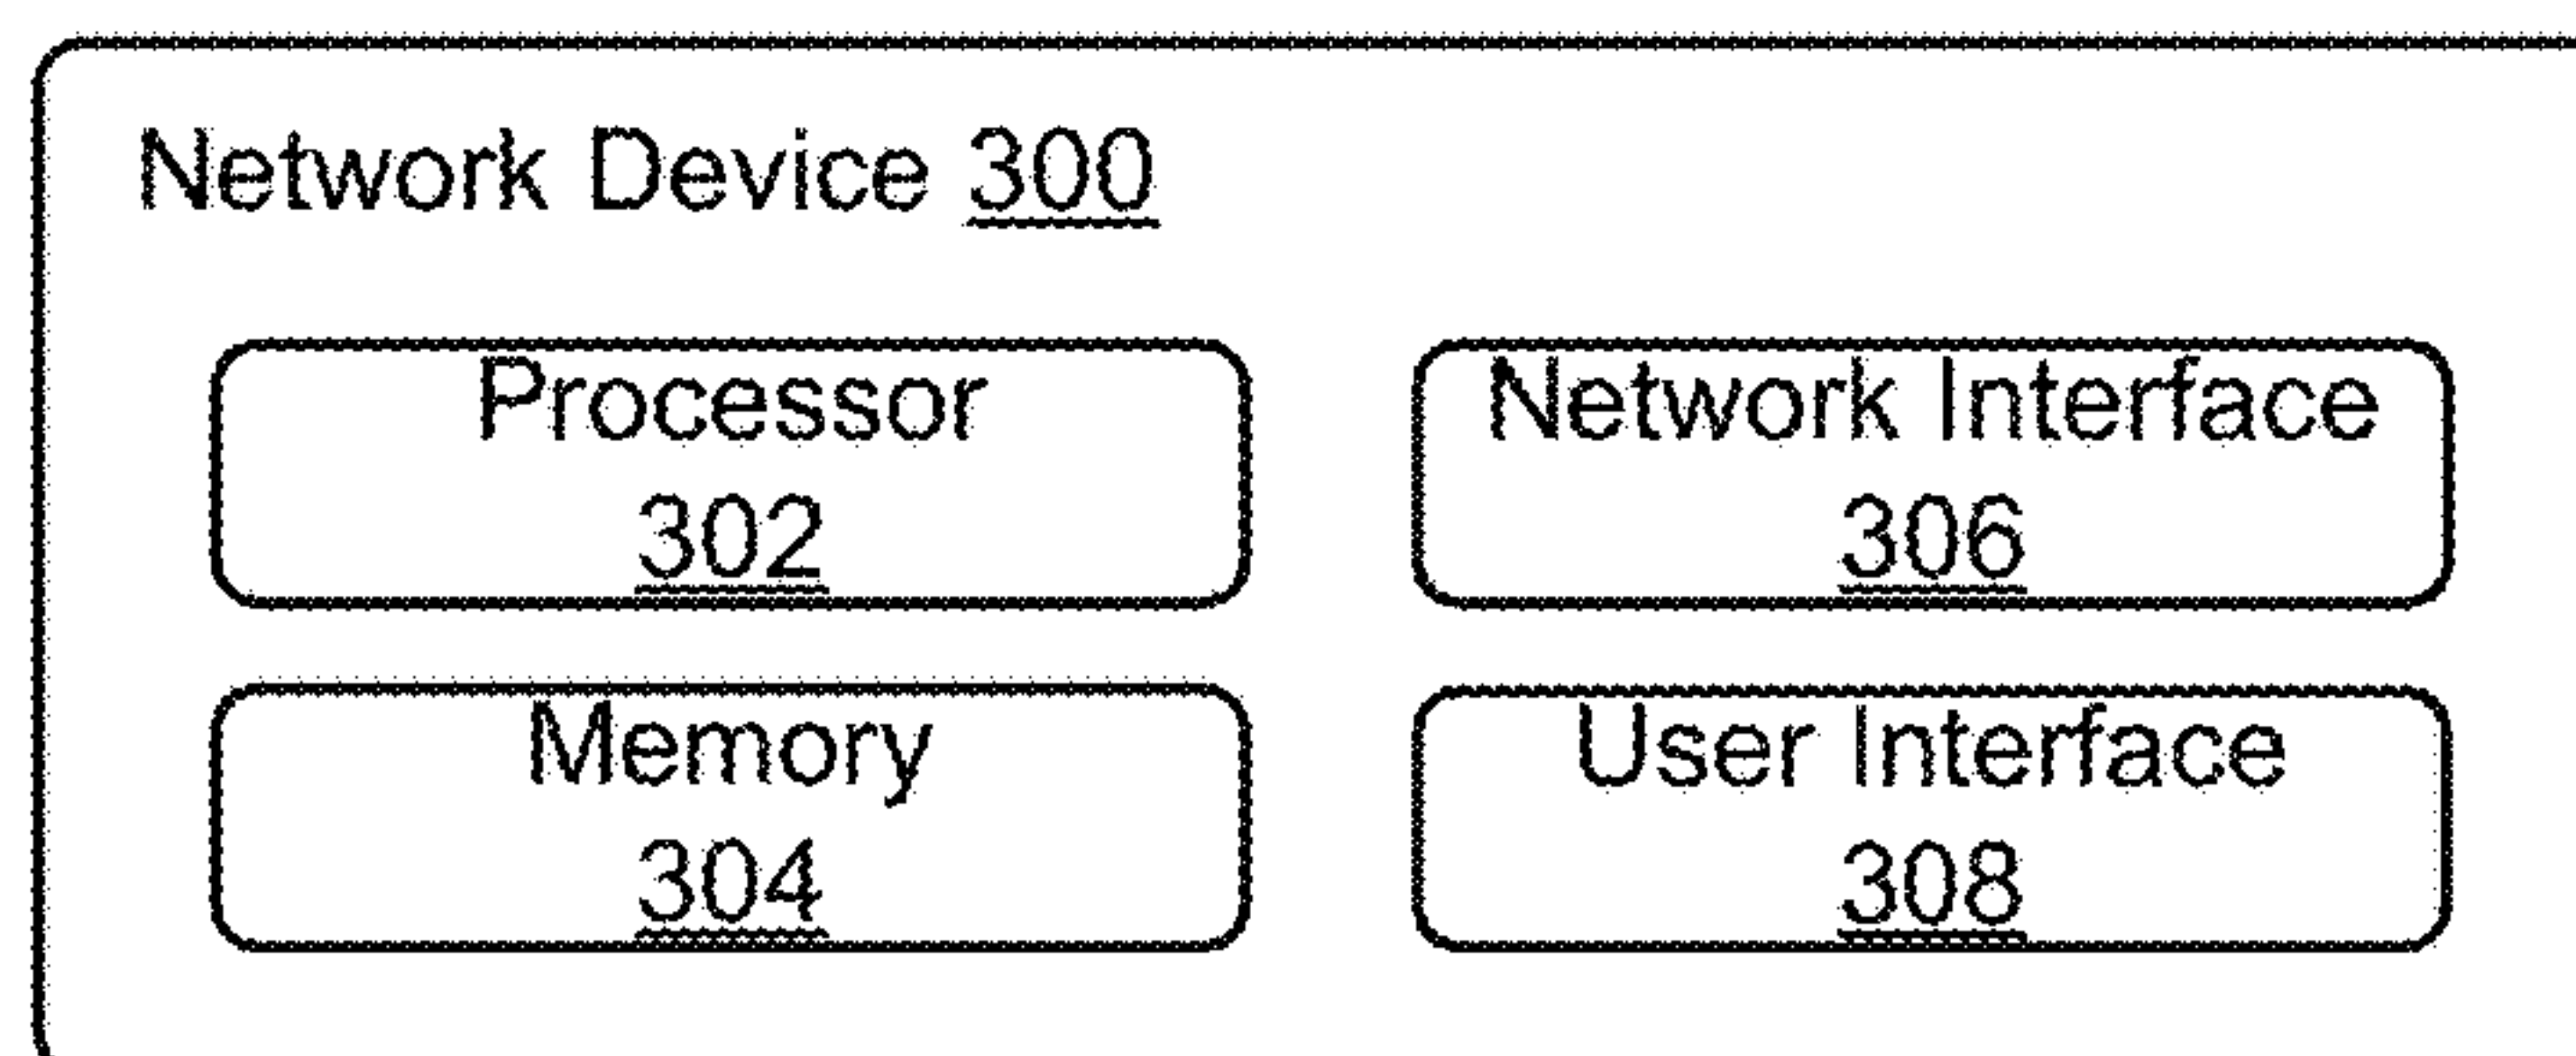 Network Device 300
Processor
302
Network Interface
306
Memory
304
User Interface
308